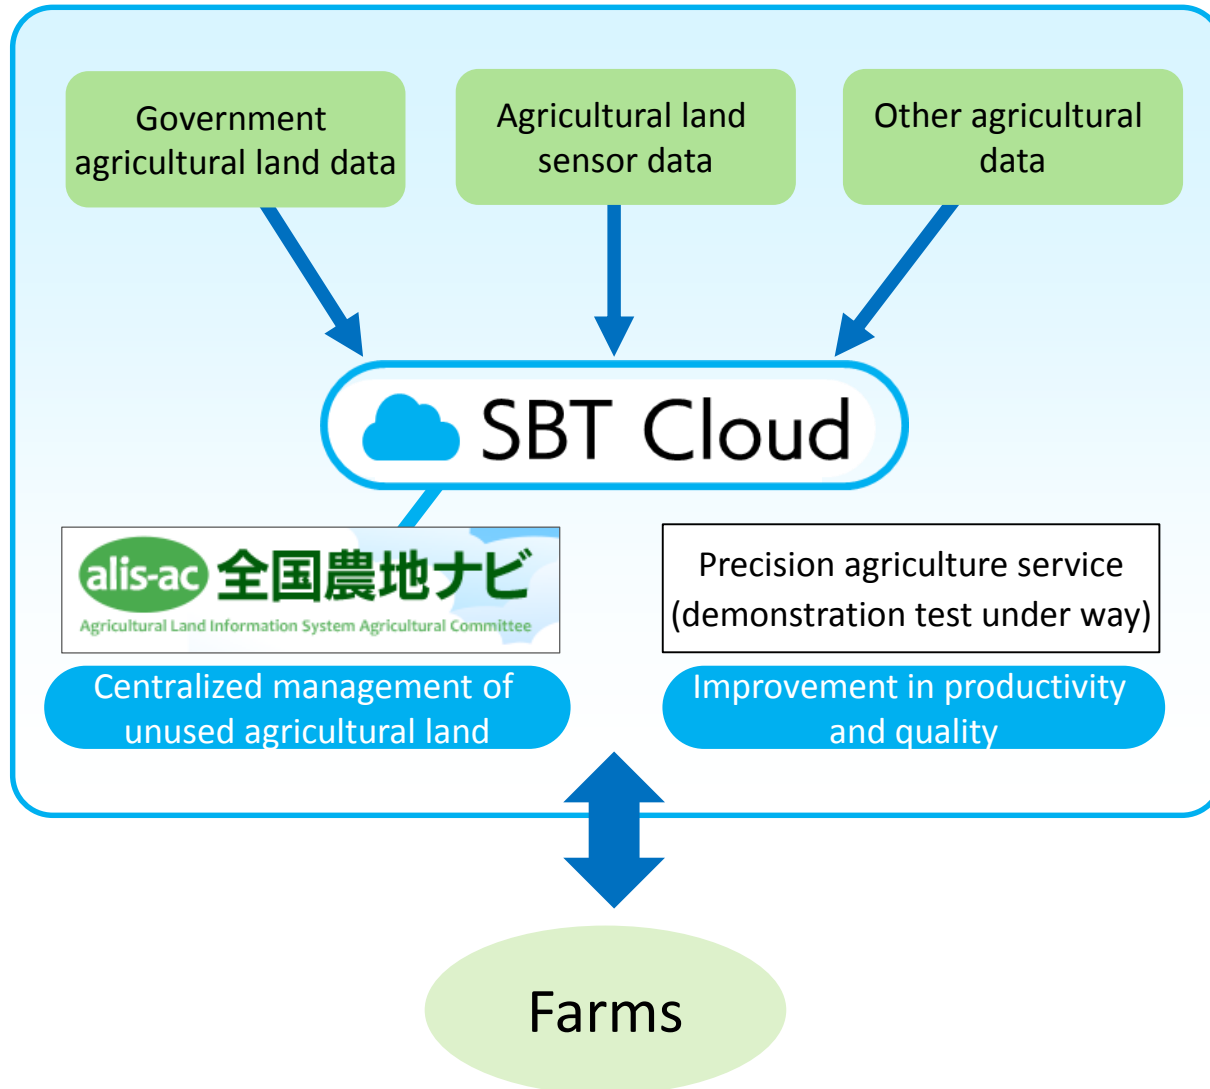 Government
agricultural land data
Agricultural land
sensor data
Other agricultural
data
SBT Cloud
alis-ac 全国農地ナビ
Agricultural Land Information System Agricultural Committee
Centralized management of
unused agricultural land
Precision agriculture service
(demonstration test under way)
Improvement in productivity
and quality
Farms